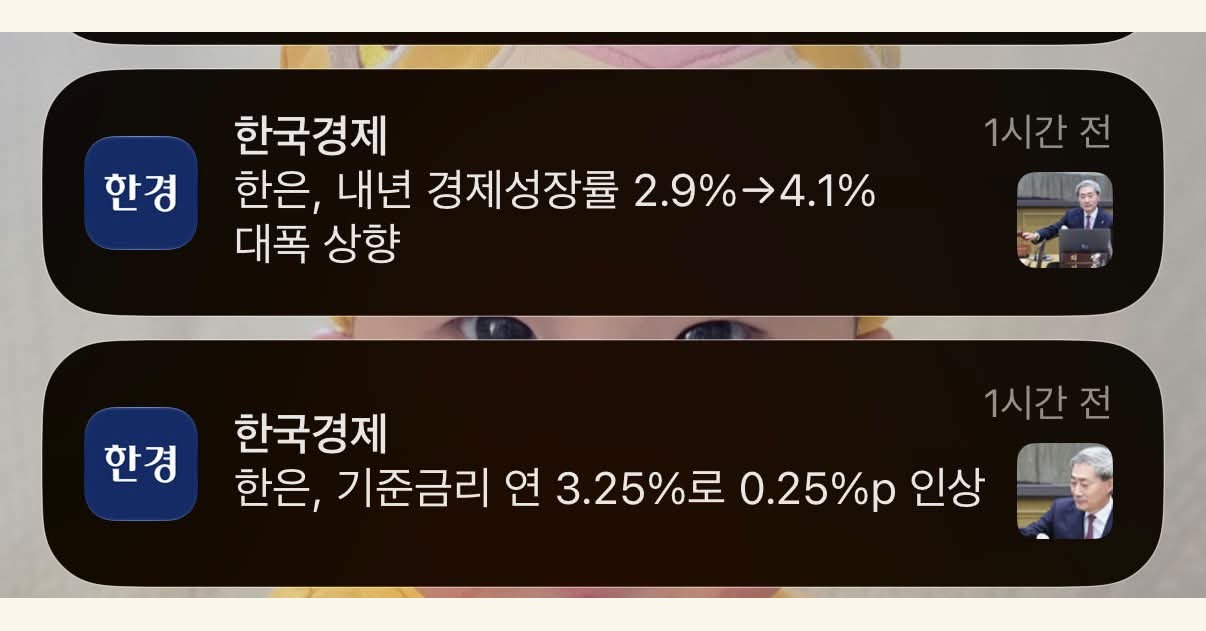 한국경제
1시간 전
한경
한은, 내년 경제성장률 2.9%→4.1%
대폭 상향
한국경제
1시간 전
한경
한은, 기준금리 연 3.25%로 0.25%p 인상